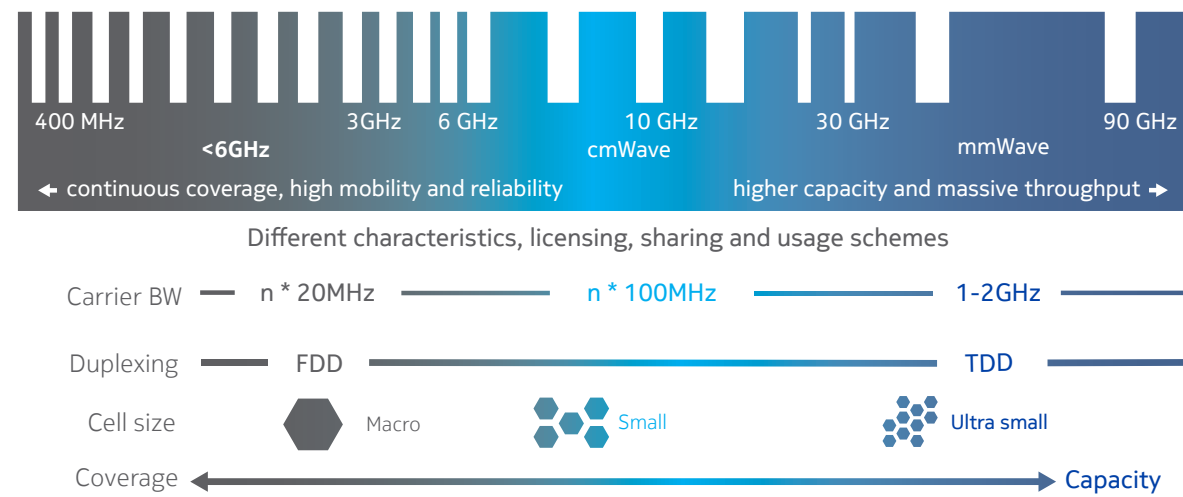 400 MHz 3GHz 6 GHz 10 GHz 30 GHz 90 GHz
<6GHz cmWave mmWave
continuous coverage, high mobility and reliability higher capacity and massive throughput
Different characteristics, licensing, sharing and usage schemes
Carrier BW n * 20MHz n * 100MHz 1-2GHz
Duplexing FDD TDD
Cell size Macro Small Ultra small
Coverage Capacity